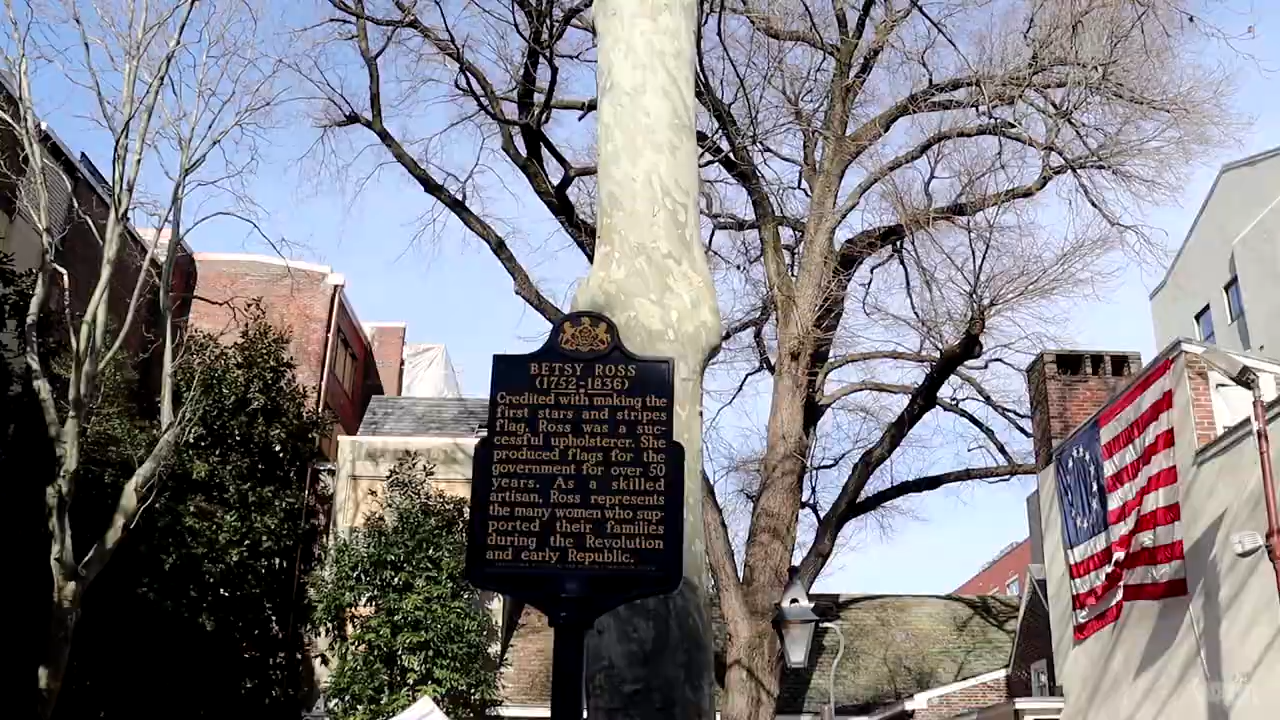 BETSY ROSS
(1752-1836)
Credited with making the
first stars and stripes
flag, Ross was a suc-
cessful upholsterer. She
produced flags for the
government for over 50
years. As a skilled
artisan, Ross represents
the many women who sup-
ported their families
during the Revolution
and early Republic.